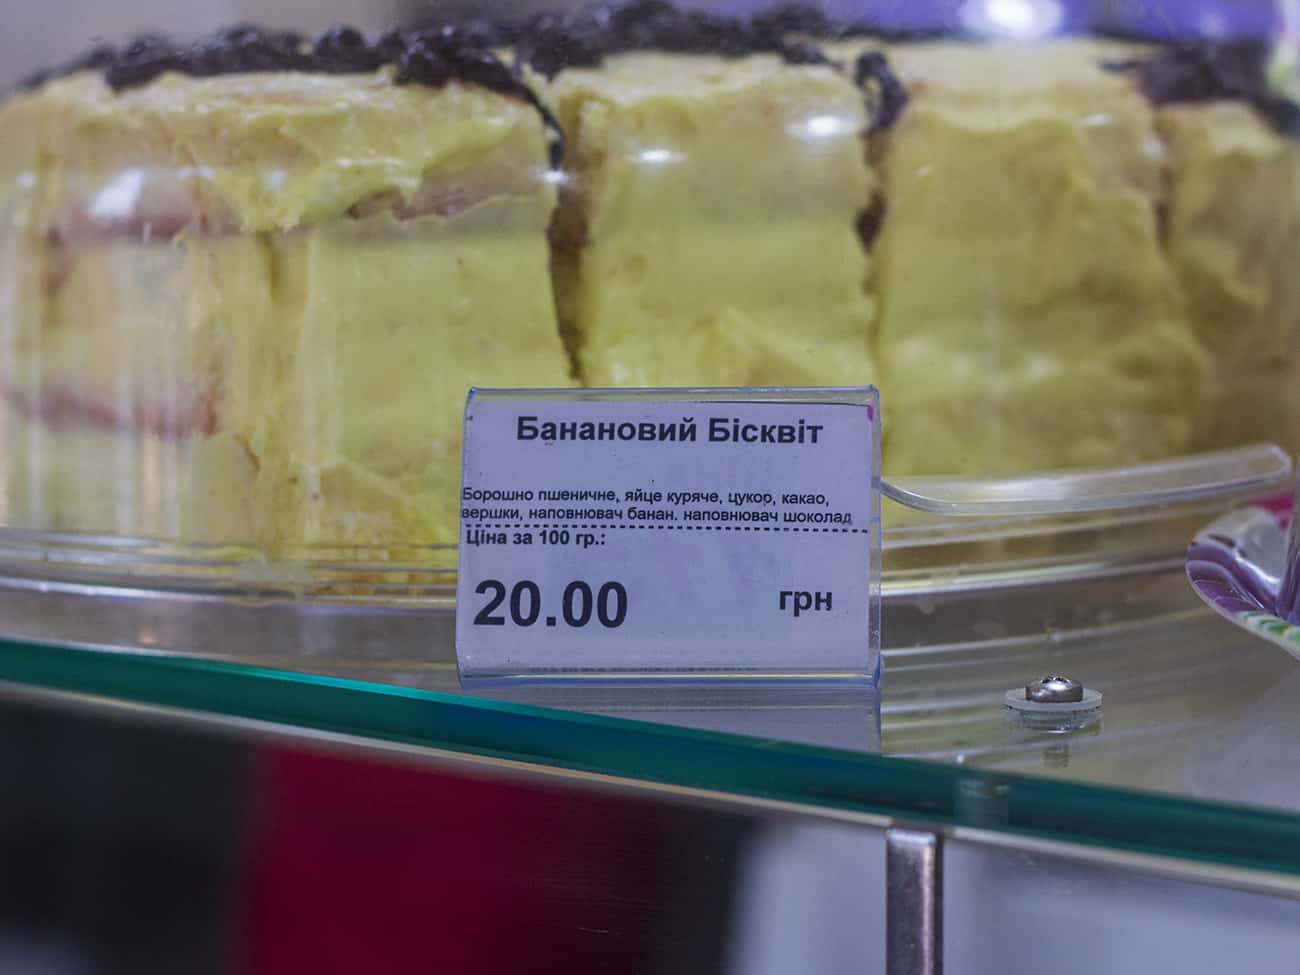 Банановий Бісквіт
Борошно пшеничне, яйце куряче, цукор, какао,
вершки, наповнювач банан. наповнювач шоколад
Ціна за 100 гр.:
20.00 грн